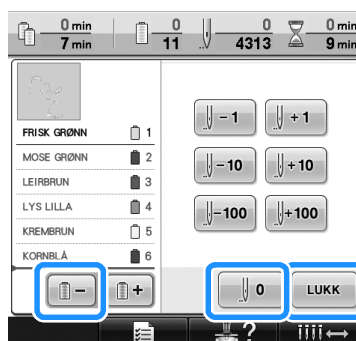 0 min 0 0 0 min
7 min 11 4313 9 min
FRISK GRØNN 1
MOSE GRØNN 2
LEIRBRUN 3
LYS LILLA 4
KREMBRUN 5
KORNBLÅ 6
−1 +1
−10 +10
−100 +100
− + 0 LUKK
?